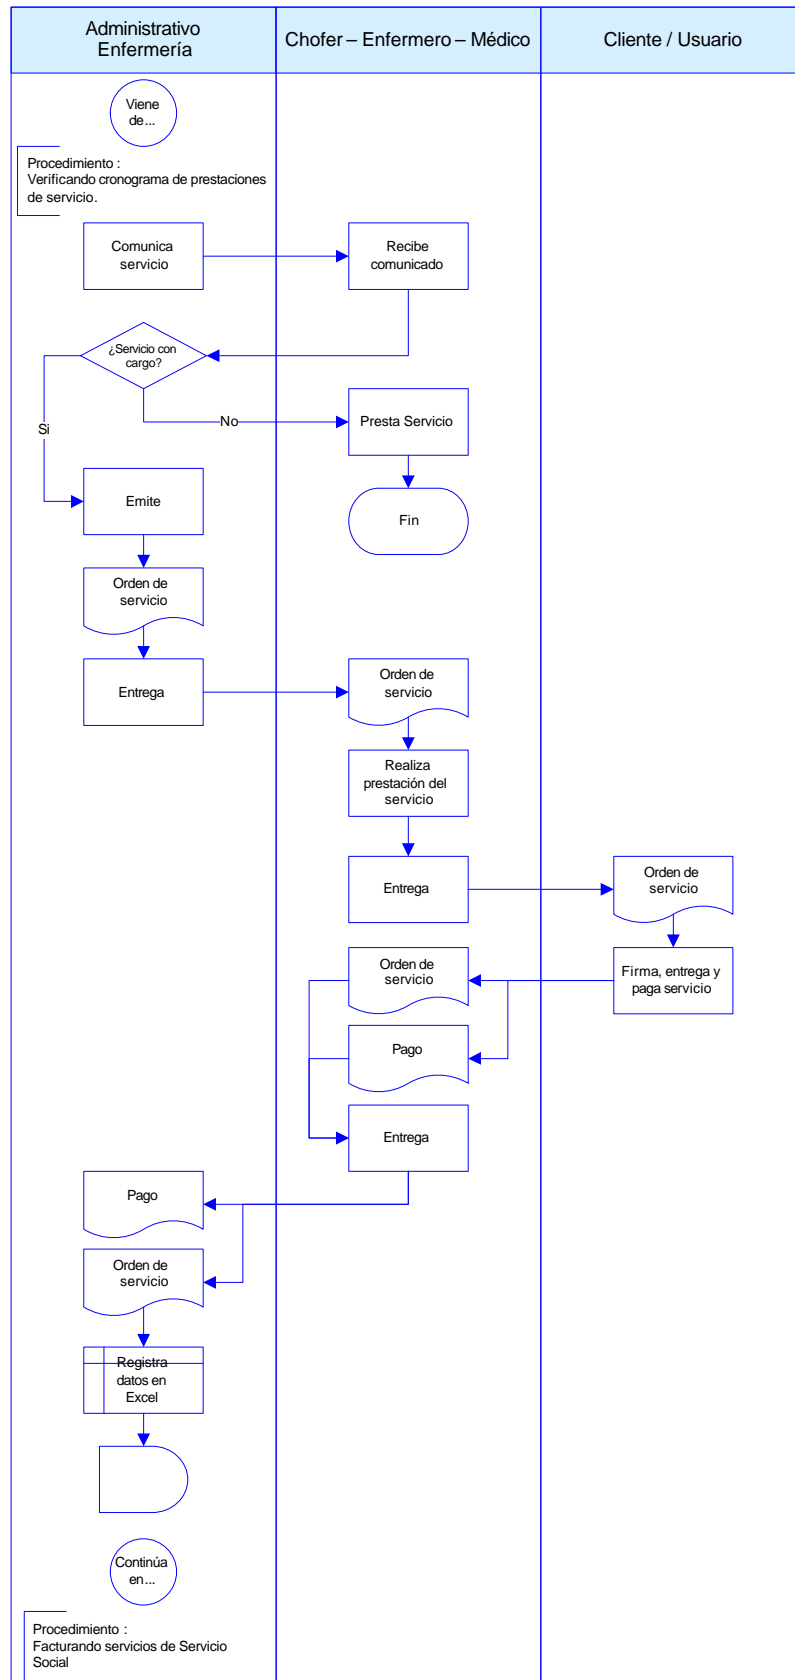 Administrativo
Enfermería
Chofer – Enfermero – Médico
Cliente / Usuario
Viene
de...
Procedimiento :
Verificando cronograma de prestaciones
de servicio.
Comunica
servicio
Recibe
comunicado
¿Servicio con
cargo?
Si
No
Presta Servicio
Emite
Fin
Orden de
servicio
Entrega
Orden de
servicio
Realiza
prestación del
servicio
Entrega
Orden de
servicio
Firma, entrega y
paga servicio
Orden de
servicio
Pago
Entrega
Pago
Orden de
servicio
Registra
datos en
Excel
Continúa
en...
Procedimiento :
Facturando servicios de Servicio
Social